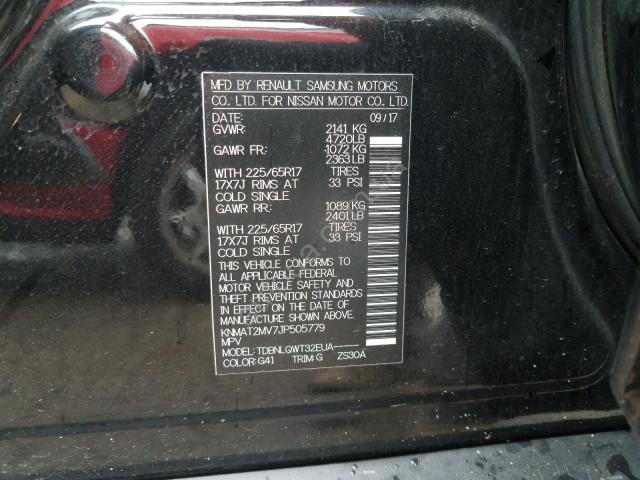 MFD BY RENAULT SAMSUNG MOTORS
CO., LTD. FOR NISSAN MOTOR CO., LTD.
DATE: 09/17
GVWR: 2141 KG
4720LB
GAWR FR: 1072 KG
2363LB
WITH 225/65R17 TIRES
17X7J RIMS AT 33 PSI
COLD SINGLE
GAWR RR: 1089 KG
2401LB
WITH 225/65R17 TIRES
17X7J RIMS AT 33 PSI
COLD SINGLE
THIS VEHICLE CONFORMS TO
ALL APPLICABLE FEDERAL
MOTOR VEHICLE SAFETY AND
THEFT PREVENTION STANDARDS
IN EFFECT ON THE DATE OF
MANUFACTURE SHOWN ABOVE.
KNMAT2MV7JP505779
MPV
MODEL: TDBNLQWT32EUA-----
COLOR:G41 TRIM:G ZS30A